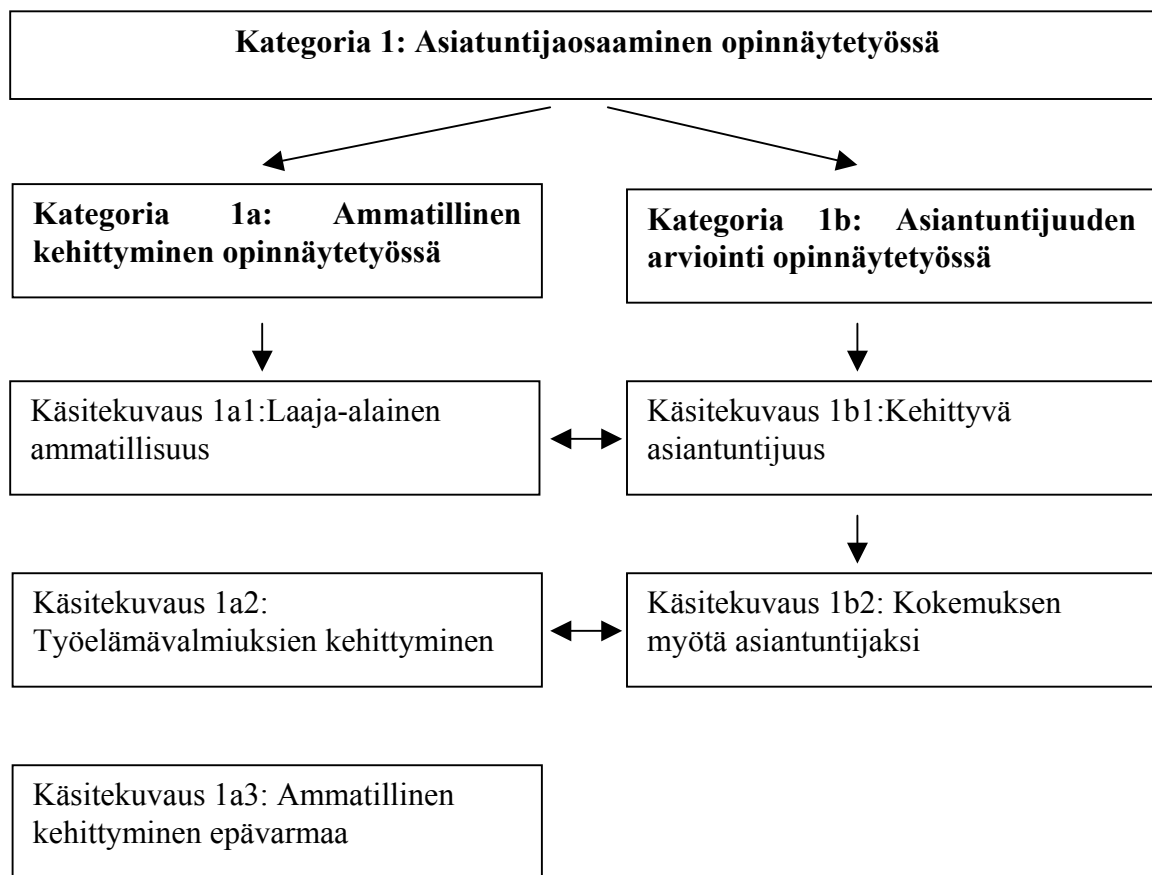 Kategoria 1: Asiatuntijaosaaminen opinnäytetyössä
Kategoria 1a: Ammatillinen
kehittyminen opinnäytetyössä
Kategoria 1b: Asiantuntijuuden
arviointi opinnäytetyössä
Käsitekuvaus 1a1:Laaja-alainen
ammatillisuus
Käsitekuvaus 1b1:Kehittyvä
asiantuntijuus
Käsitekuvaus 1a2:
Työelämävalmiuksien kehittyminen
Käsitekuvaus 1b2: Kokemuksen
myötä asiantuntijaksi
Käsitekuvaus 1a3: Ammatillinen
kehittyminen epävarmaa